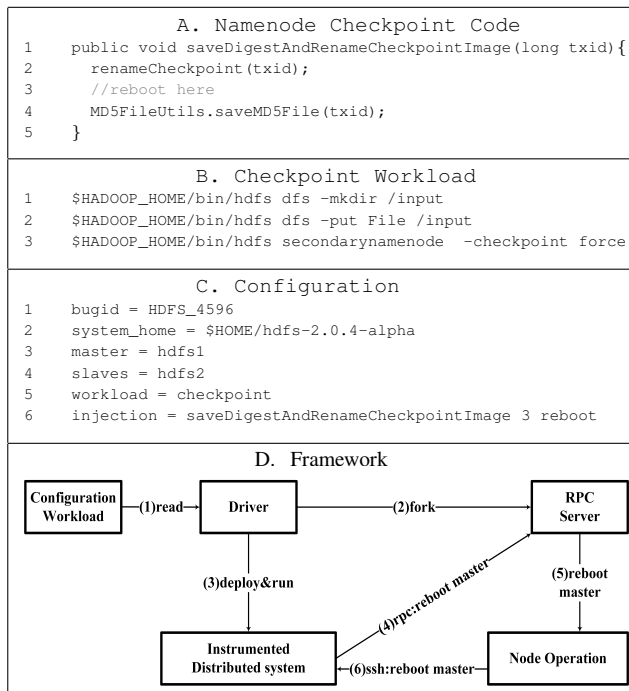 A. Namenode Checkpoint Code
1 public void saveDigestAndRenameCheckpointImage(long txid){
2 renameCheckpoint(txid);
3 //reboot here
4 MD5FileUtils.saveMD5File(txid);
5 }
B. Checkpoint Workload
1 $HADOOP_HOME/bin/hdfs dfs -mkdir /input
2 $HADOOP_HOME/bin/hdfs dfs -put File /input
3 $HADOOP_HOME/bin/hdfs secondarynamenode -checkpoint force
C. Configuration
1 bugid = HDFS_4596
2 system_home = $HOME/hdfs-2.0.4-alpha
3 master = hdfs1
4 slaves = hdfs2
5 workload = checkpoint
6 injection = saveDigestAndRenameCheckpointImage 3 reboot
D. Framework
Configuration
Workload
(1)read
Driver
(2)fork
RPC
Server
(3)deploy&run
(4)rpc:reboot master
(5)reboot
master
Instrumented
Distributed system
(6)ssh:reboot master
Node Operation